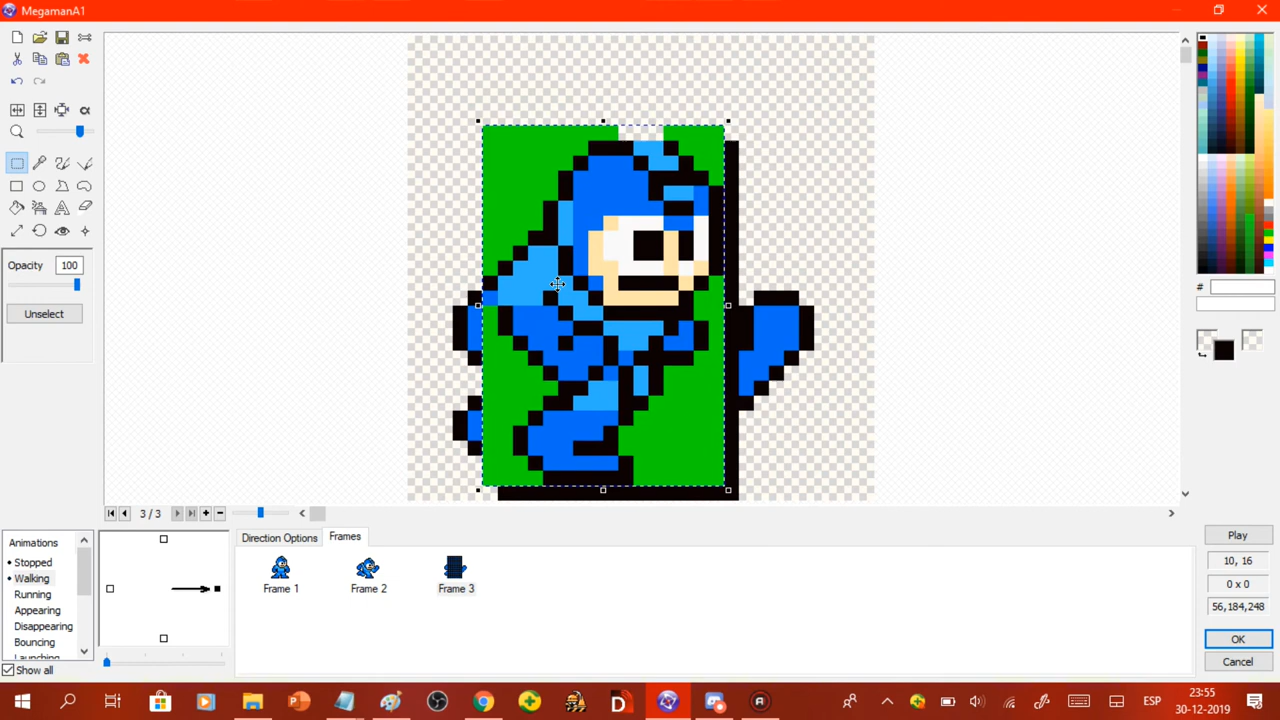 MegamanA1
Opacity 100
Unselect
#
3 / 3
Animations
Stopped
Walking
Running
Appearing
Disappearing
Bouncing
Launching
Show all
Direction Options
Frames
Frame 1
Frame 2
Frame 3
Play
10, 16
0 x 0
56,184,248
OK
Cancel
ESP
23:55
30-12-2019